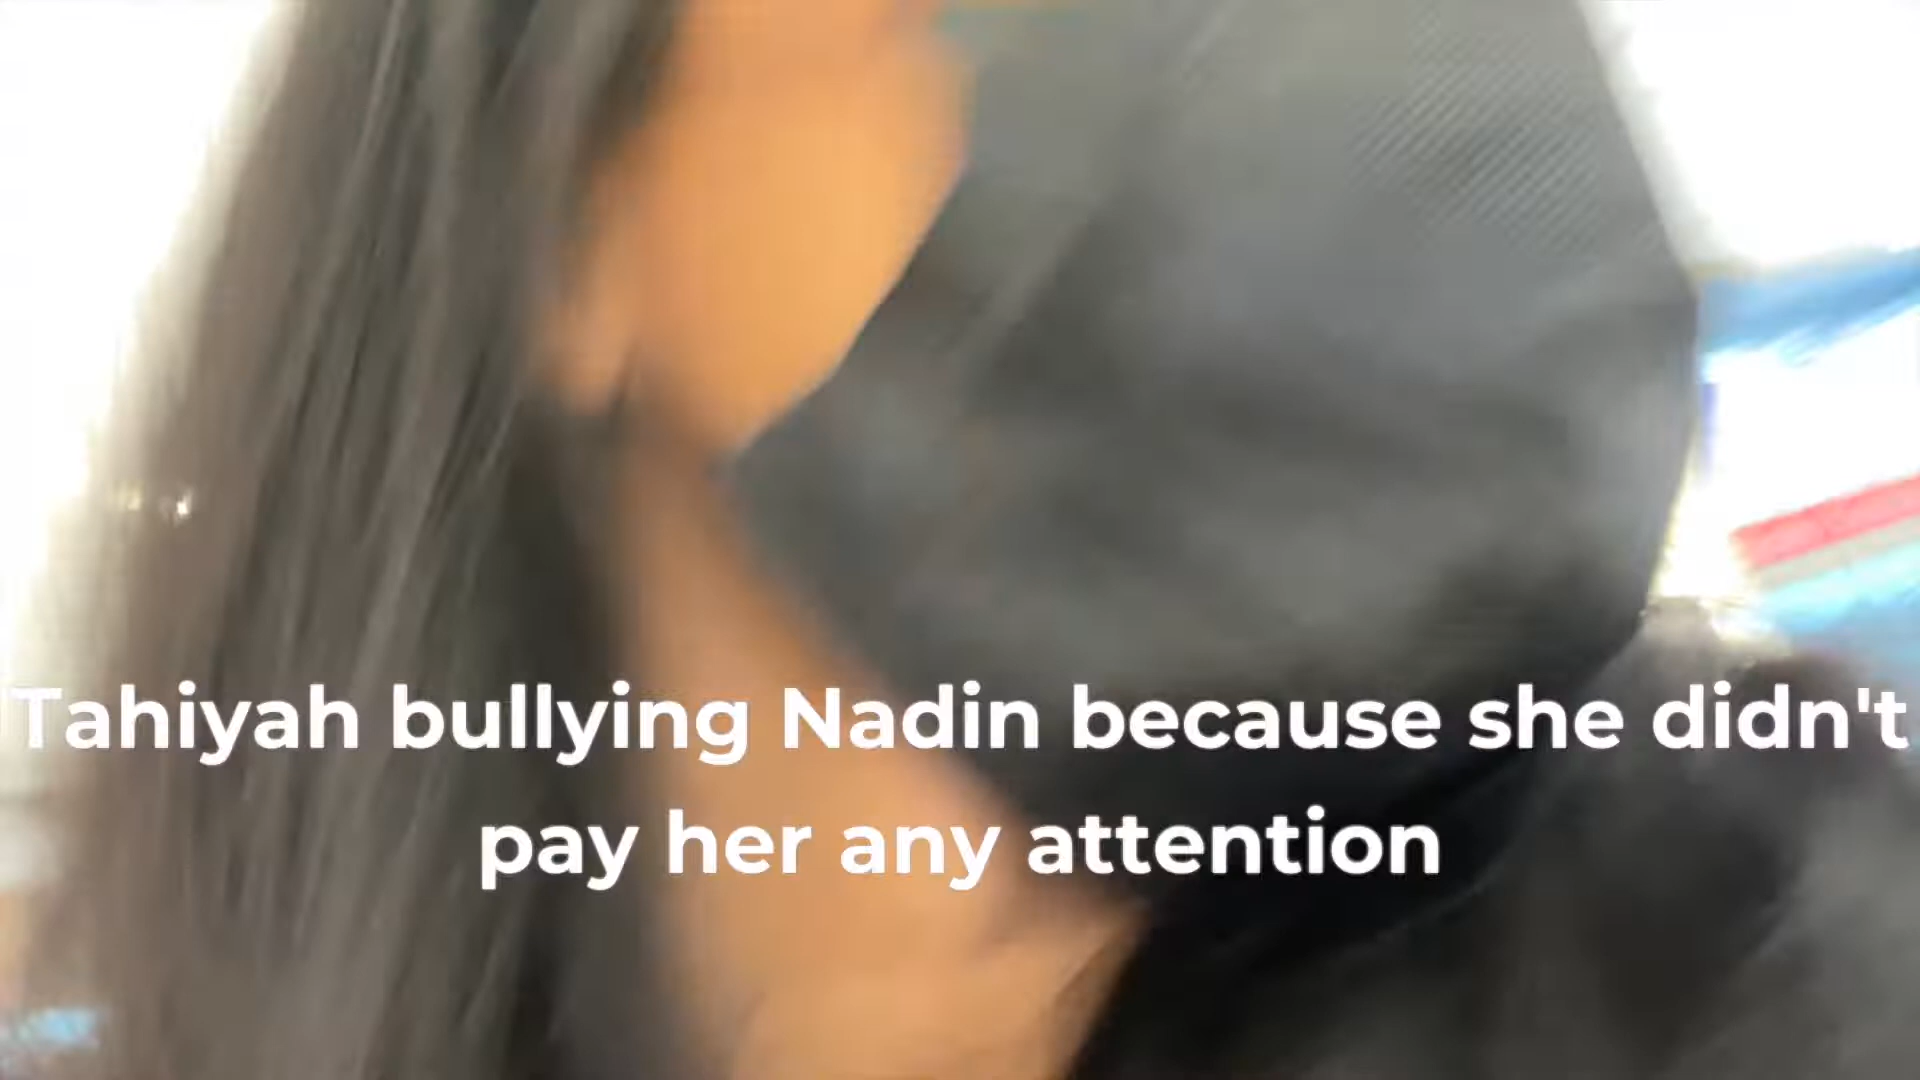 Tahiyah bullying Nadin because she didn't
pay her any attention